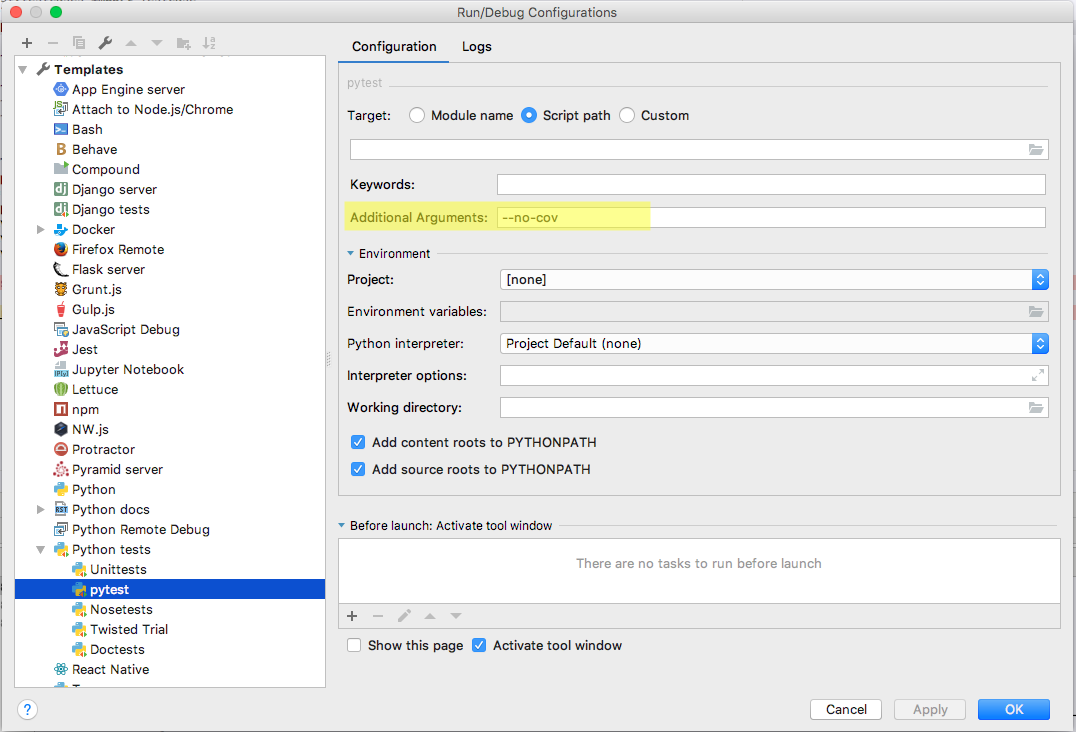 Run/Debug Configurations
Templates
App Engine server
Attach to Node.js/Chrome
Bash
Behave
Compound
Django server
Django tests
Docker
Firefox Remote
Flask server
Grunt.js
Gulp.js
JavaScript Debug
Jest
Jupyter Notebook
Lettuce
npm
NW.js
Protractor
Pyramid server
Python
Python docs
Python Remote Debug
Python tests
Unittests
pytest
Nosetests
Twisted Trial
Doctests
React Native
Configuration Logs
pytest
Target: Module name Script path Custom
Keywords:
Additional Arguments: --no-cov
Environment
Project: [none]
Environment variables:
Python interpreter: Project Default (none)
Interpreter options:
Working directory:
Add content roots to PYTHONPATH
Add source roots to PYTHONPATH
Before launch: Activate tool window
There are no tasks to run before launch
Show this page Activate tool window
? Cancel Apply OK